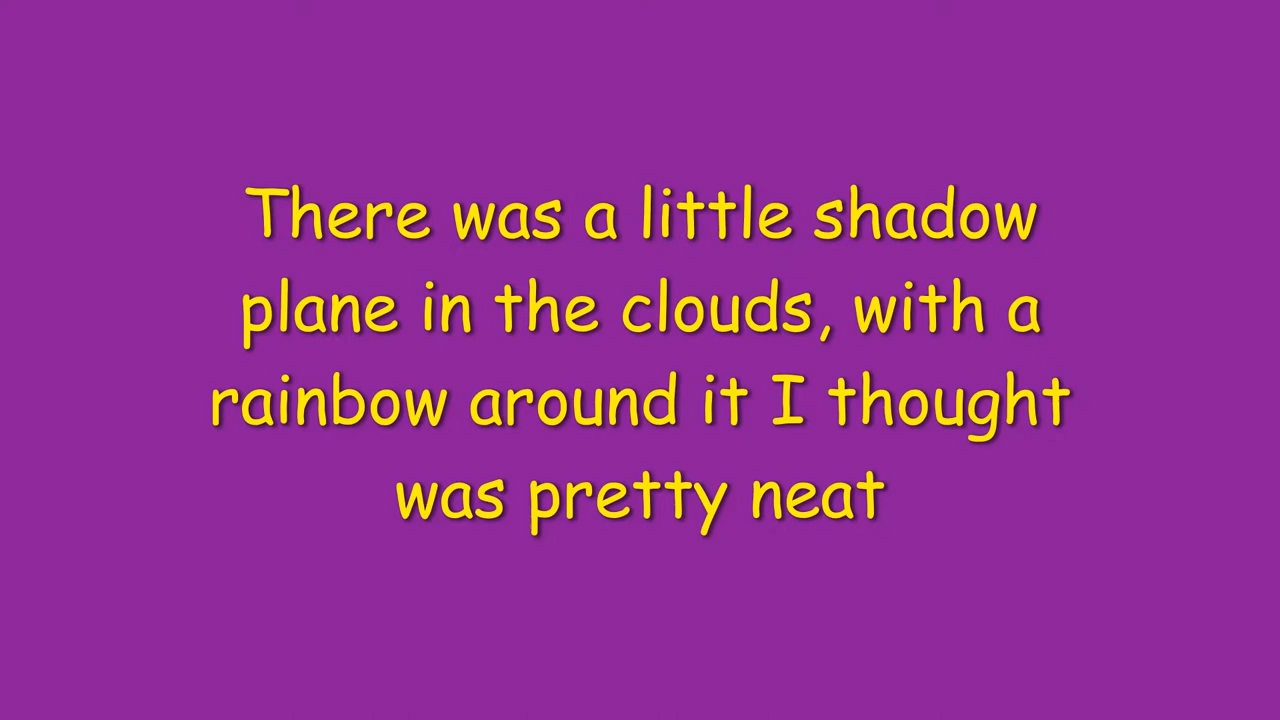 There was a little shadow
plane in the clouds, with a
rainbow around it I thought
was pretty neat